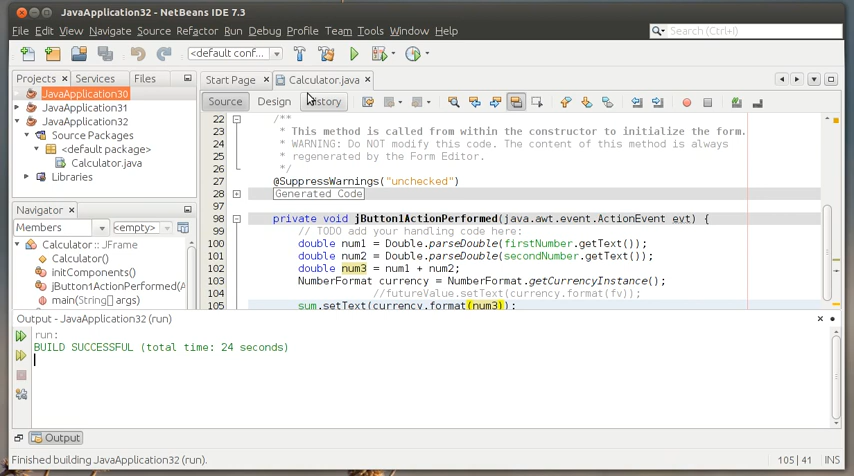 JavaApplication32 - NetBeans IDE 7.3
File Edit View Navigate Source Refactor Run Debug Profile Team Tools Window Help
Search (Ctrl+I)
<default conf...
Projects Services Files
Start Page Calculator.java
JavaApplication30
JavaApplication31
JavaApplication32
Source Packages
<default package>
Calculator.java
Libraries
Source Design History
22 /**
23 * This method is called from within the constructor to initialize the form.
24 * WARNING: Do NOT modify this code. The content of this method is always
25 * regenerated by the Form Editor.
26 */
27 @SuppressWarnings("unchecked")
28 Generated Code
97
98 private void jButton1ActionPerformed(java.awt.event.ActionEvent evt) {
99 // TODO add your handling code here:
100 double num1 = Double.parseDouble(firstNumber.getText());
101 double num2 = Double.parseDouble(secondNumber.getText());
102 double num3 = num1 + num2;
103 NumberFormat currency = NumberFormat.getCurrencyInstance();
104 //futureValue.setText(currency.format(fv));
105 sum.setText(currency.format(num3));
Navigator
Members <empty>
Calculator :: JFrame
Calculator()
initComponents()
jButton1ActionPerformed(A
main(String[] args)
Output - JavaApplication32 (run)
run:
BUILD SUCCESSFUL (total time: 24 seconds)
Output
Finished building JavaApplication32 (run).
105 | 41 INS